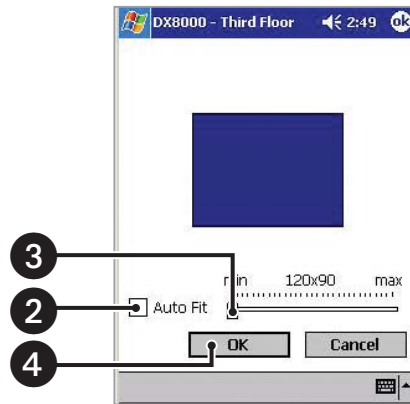 DX8000 - Third Floor 2:49 ok
3
min 120x90 max
2 Auto Fit
4 OK Cancel